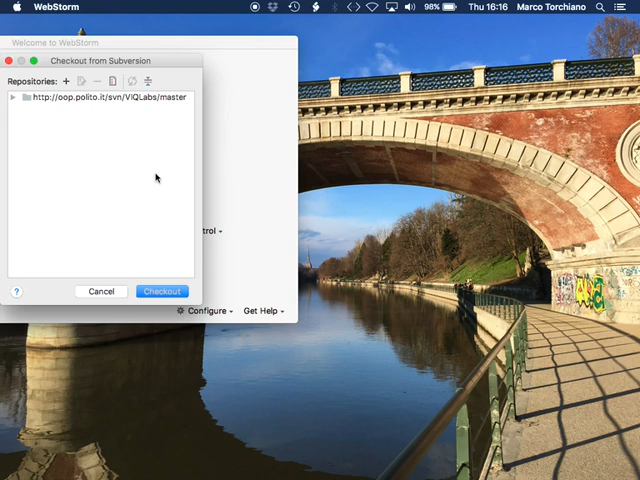 WebStorm 98% Thu 16:16 Marco Torchiano
Welcome to WebStorm
Checkout from Subversion
Repositories:
http://oop.polito.it/svn/VIQLabs/master
trol
? Cancel Checkout
Configure Get Help